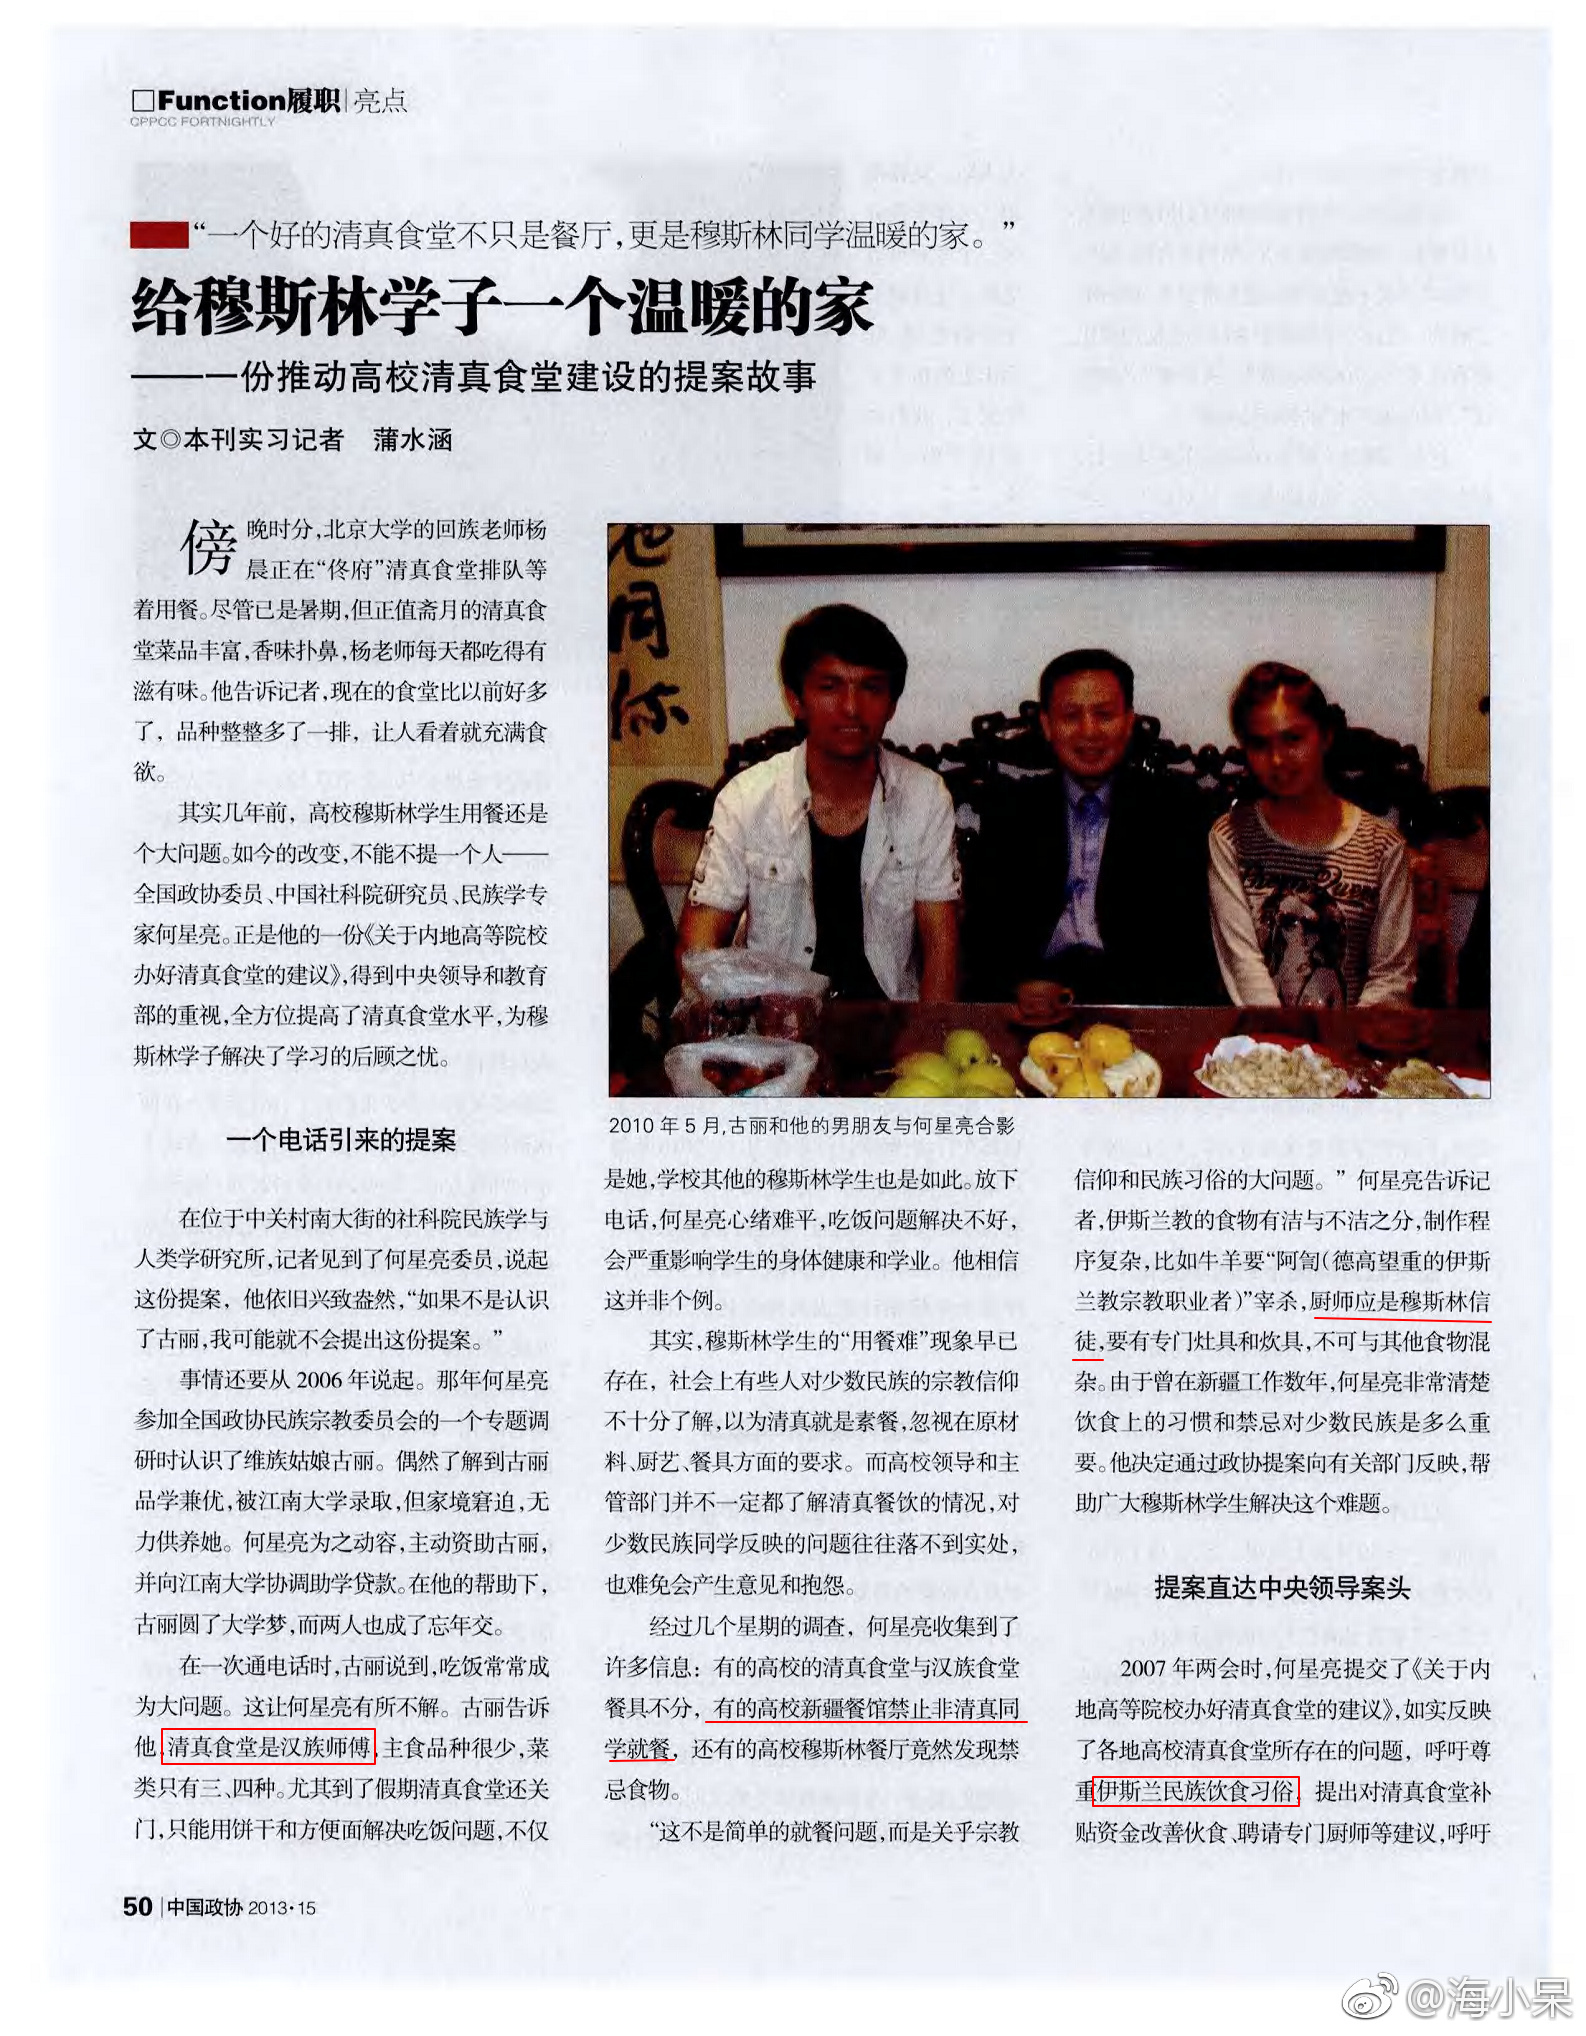 □Function履职|亮点
CPPCC FORTNIGHTLY
“一个好的清真食堂不只是餐厅,更是穆斯林同学温暖的家。”
给穆斯林学子一个温暖的家
——一份推动高校清真食堂建设的提案故事
文◎本刊实习记者 蒲水涵
傍晚时分,北京大学的回族老师杨
晨正在“佟府”清真食堂排队等
着用餐。尽管已是暑期,但正值斋月的清真食
堂菜品丰富,香味扑鼻,杨老师每天都吃得有
滋有味。他告诉记者,现在的食堂比以前好多
了，品种整整多了一排，让人看着就充满食
欲。
其实几年前，高校穆斯林学生用餐还是
个大问题。如今的改变,不能不提一个人——
全国政协委员、中国社科院研究员、民族学专
家何星亮。正是他的一份《关于内地高等院校
办好清真食堂的建议》,得到中央领导和教育
部的重视,全方位提高了清真食堂水平,为穆
斯林学子解决了学习的后顾之忧。
一个电话引来的提案
在位于中关村南大街的社科院民族学与
人类学研究所,记者见到了何星亮委员,说起
这份提案，他依旧兴致盎然,“如果不是认识
了古丽,我可能就不会提出这份提案。”
事情还要从 2006 年说起。那年何星亮
参加全国政协民族宗教委员会的一个专题调
研时认识了维族姑娘古丽。偶然了解到古丽
品学兼优,被江南大学录取,但家境窘迫,无
力供养她。何星亮为之动容,主动资助古丽,
并向江南大学协调助学贷款。在他的帮助下,
古丽圆了大学梦,而两人也成了忘年交。
在一次通电话时,古丽说到,吃饭常常成
为大问题。这让何星亮有所不解。古丽告诉
他,清真食堂是汉族师傅,主食品种很少,菜
类只有三、四种。尤其到了假期清真食堂还关
门,只能用饼干和方便面解决吃饭问题,不仅
池同
你
2010 年 5 月,古丽和他的男朋友与何星亮合影
是她,学校其他的穆斯林学生也是如此。放下
电话,何星亮心绪难平,吃饭问题解决不好,
会严重影响学生的身体健康和学业。他相信
这并非个例。
其实,穆斯林学生的“用餐难”现象早已
存在，社会上有些人对少数民族的宗教信仰
不十分了解,以为清真就是素餐,忽视在原材
料、厨艺、餐具方面的要求。而高校领导和主
管部门并不一定都了解清真餐饮的情况,对
少数民族同学反映的问题往往落不到实处,
也难免会产生意见和抱怨。
经过几个星期的调查，何星亮收集到了
许多信息：有的高校的清真食堂与汉族食堂
餐具不分，有的高校新疆餐馆禁止非清真同
学就餐，还有的高校穆斯林餐厅竟然发现禁
忌食物。
“这不是简单的就餐问题,而是关乎宗教
信仰和民族习俗的大问题。”何星亮告诉记
者,伊斯兰教的食物有洁与不洁之分,制作程
序复杂,比如牛羊要“阿訇(德高望重的伊斯
兰教宗教职业者)”宰杀,厨师应是穆斯林信
徒,要有专门灶具和炊具,不可与其他食物混
杂。由于曾在新疆工作数年,何星亮非常清楚
饮食上的习惯和禁忌对少数民族是多么重
要。他决定通过政协提案向有关部门反映,帮
助广大穆斯林学生解决这个难题。
提案直达中央领导案头
2007 年两会时,何星亮提交了《关于内
地高等院校办好清真食堂的建议》,如实反映
了各地高校清真食堂所存在的问题，呼吁尊
重伊斯兰民族饮食习俗，提出对清真食堂补
贴资金改善伙食、聘请专门厨师等建议,呼吁
50|中国政协 2013·15
@海小呆